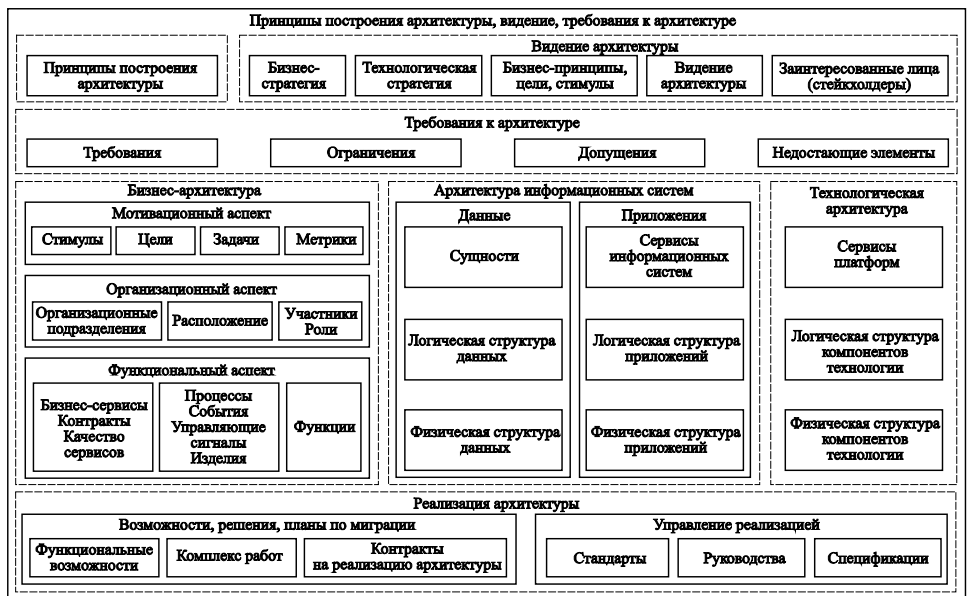 Принципы построения архитектуры, видение, требования к архитектуре
Принципы построения
архитектуры
Видение архитектуры
Бизнес-
стратегия
Технологическая
стратегия
Бизнес-принципы,
цели, стимулы
Видение
архитектуры
Заинтересованные лица
(стейкхолдеры)
Требования к архитектуре
Требования
Ограничения
Допущения
Недостающие элементы
Бизнес-архитектура
Мотивационный аспект
Стимулы
Цели
Задачи
Метрики
Организационный аспект
Организационные
подразделения
Расположение
Участники
Роли
Функциональный аспект
Бизнес-сервисы
Контракты
Качество
сервисов
Процессы
События
Управляющие
сигналы
Изделия
Функции
Архитектура информационных систем
Данные
Сущности
Логическая структура
данных
Физическая структура
данных
Приложения
Сервисы
информационных
систем
Логическая структура
приложений
Физическая структура
приложений
Технологическая
архитектура
Сервисы
платформ
Логическая структура
компонентов
технологии
Физическая структура
компонентов
технологии
Реализация архитектуры
Возможности, решения, планы по миграции
Функциональные
возможности
Комплекс работ
Контракты
на реализацию архитектуры
Управление реализацией
Стандарты
Руководства
Спецификации